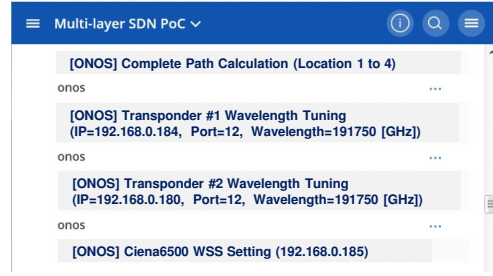 Multi-layer SDN PoC
[ONOS] Complete Path Calculation (Location 1 to 4)
onos
[ONOS] Transponder #1 Wavelength Tuning
(IP=192.168.0.184, Port=12, Wavelength=191750 [GHz])
onos
[ONOS] Transponder #2 Wavelength Tuning
(IP=192.168.0.180, Port=12, Wavelength=191750 [GHz])
onos
[ONOS] Ciena6500 WSS Setting (192.168.0.185)